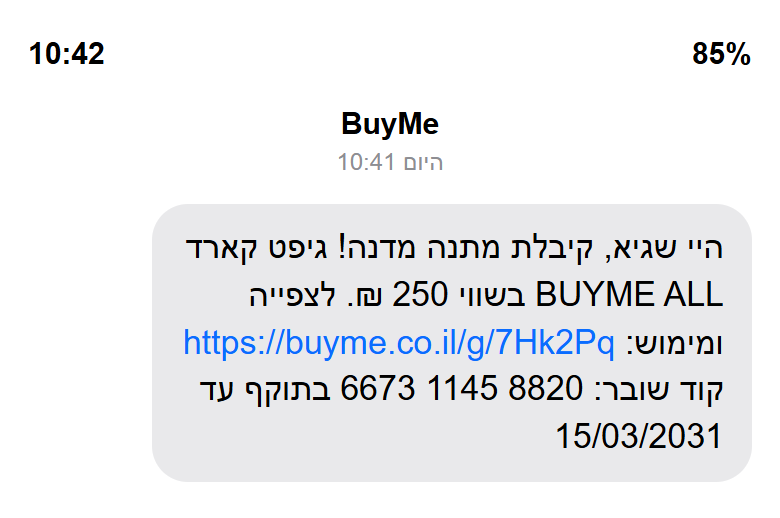 10:42
85%
BuyMe
היום 10:41
היי שגיא, קיבלת מתנה מדנה! גיפט קארד
BUYME ALL בשווי 250 ₪. לצפייה
ומימוש: https://buyme.co.il/g/7Hk2Pq
קוד שובר: 8820 1145 6673 בתוקף עד
15/03/2031